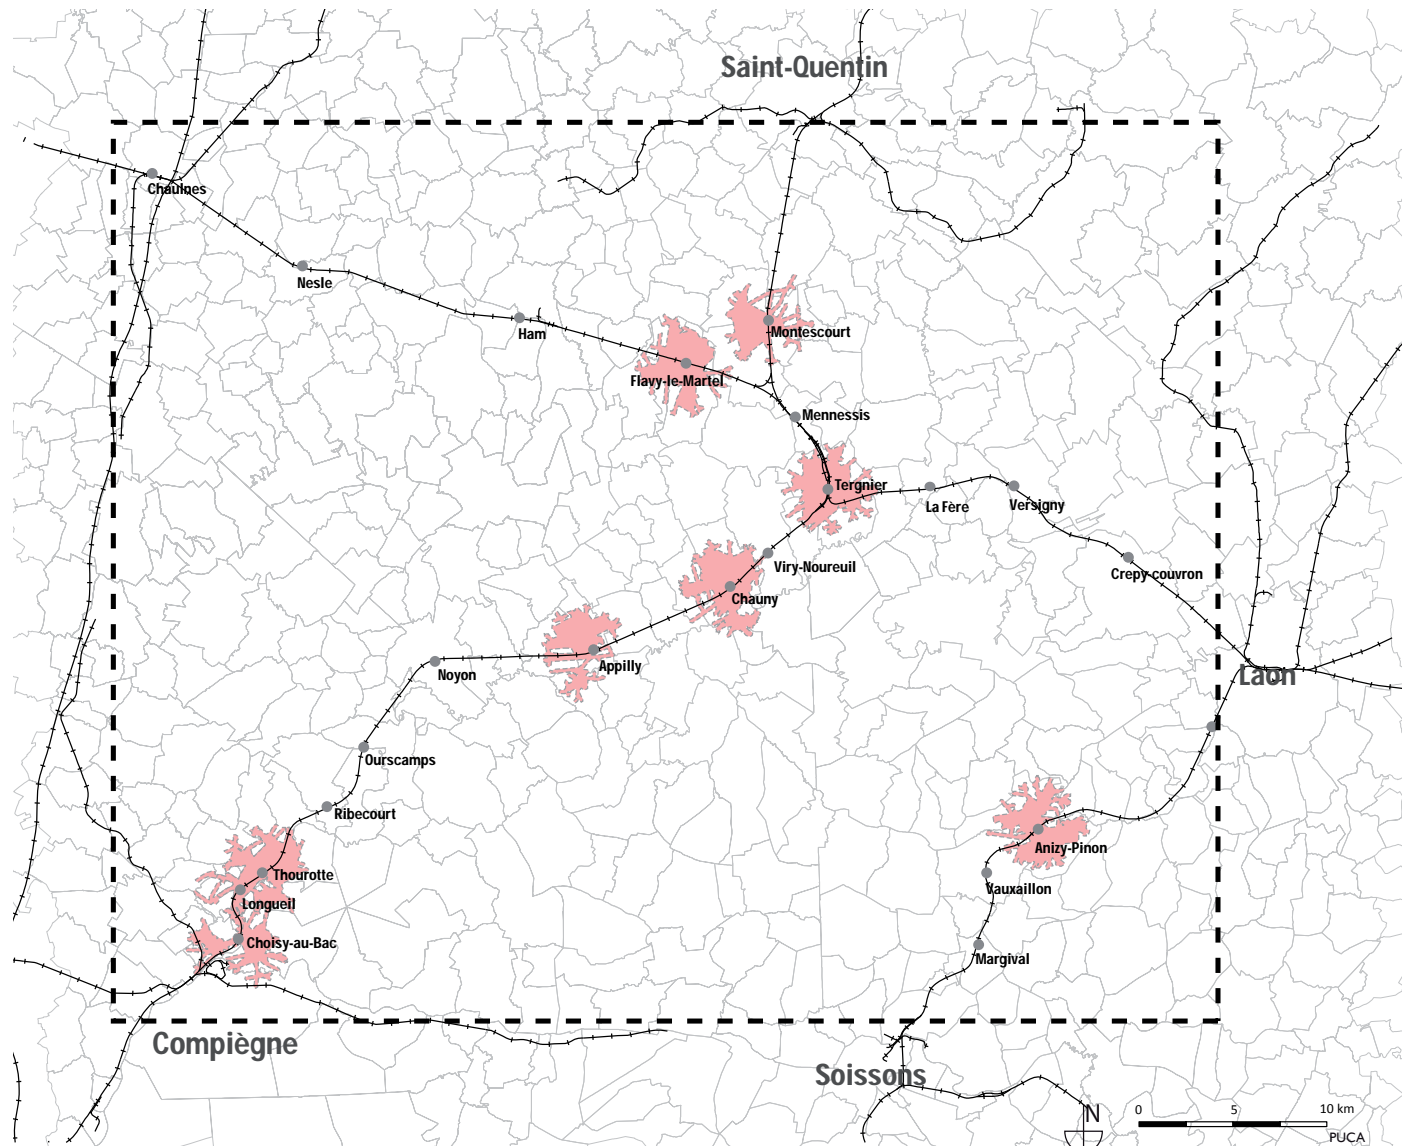 Saint-Quentin
Chaulnes
Nesle
Ham
Montescourt
Flavy-le-Martel
Mennessis
Tergnier
La Fère
Versigny
Viry-Noureuil
Crepy-couvron
Chauny
Appilly
Noyon
Laon
Ourscamps
Ribecourt
Anizy-Pinon
Thourotte
Vauxaillon
Longueil
Choisy-au-Bac
Margival
Compiègne
Soissons
N
0 5 10 km
PUCA